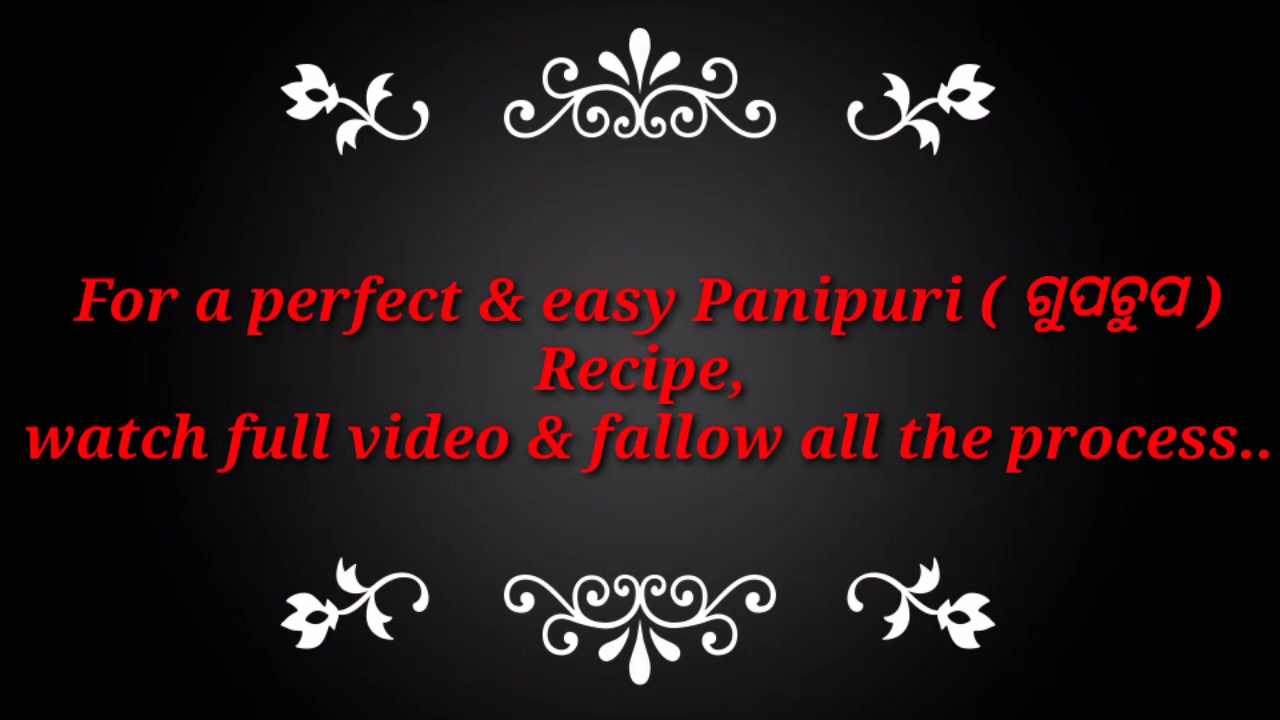 For a perfect & easy Panipuri ( ଗୁପଚୁପ )
Recipe,
watch full video & fallow all the process..